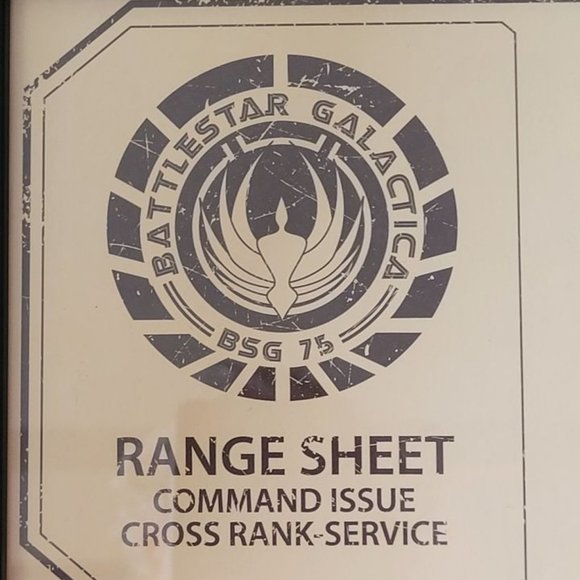 BATTLESTAR GALACTICA
BSG 75
RANGE SHEET
COMMAND ISSUE
CROSS RANK-SERVICE